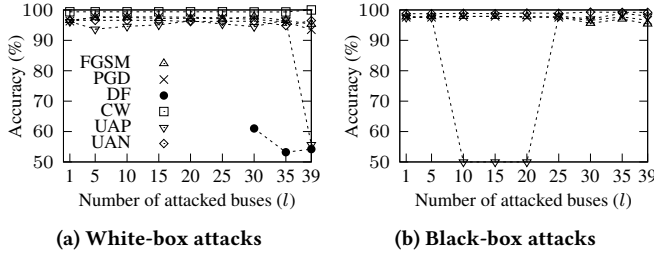 100
90
80
70
60
50
Accuracy (%)
FGSM
PGD
DF
CW
UAP
UAN
1 5 10 15 20 25 30 35 39
Number of attacked buses (l)
(a) White-box attacks
100
90
80
70
60
50
Accuracy (%)
1 5 10 15 20 25 30 35 39
Number of attacked buses (l)
(b) Black-box attacks